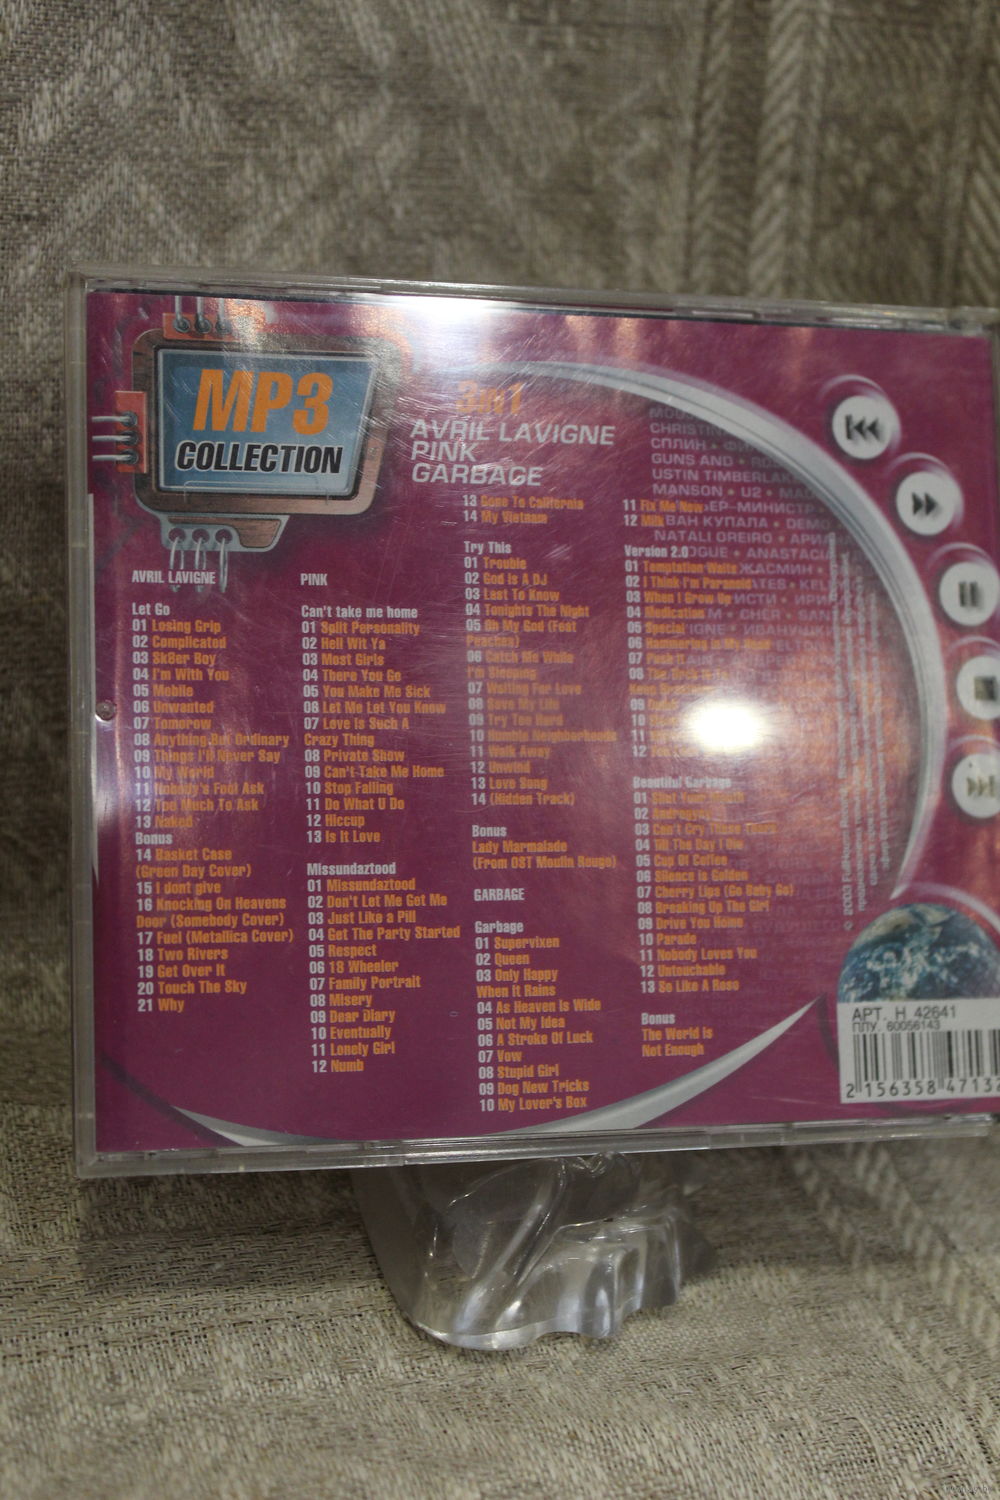 MP3
COLLECTION
3in1
AVRIL LAVIGNE
PINK
GARBAGE
AVRIL LAVIGNE
Let Go
01 Losing Grip
02 Complicated
03 Sk8er Boy
04 I'm With You
05 Mobile
06 Unwanted
07 Tomorow
08 Anything But Ordinary
09 Things I'll Never Say
10 My World
11 Nobody's Fool Ask
12 Too Much To Ask
13 Naked
Bonus
14 Basket Case
(Green Day Cover)
15 I dont give
16 Knocking On Heavens
Door (Somebody Cover)
17 Fuel (Metallica Cover)
18 Two Rivers
19 Get Over It
20 Touch The Sky
21 Why
PINK
Can't take me home
01 Split Personality
02 Hell Wit Ya
03 Most Girls
04 There You Go
05 You Make Me Sick
06 Let Me Let You Know
07 Love Is Such A
Crazy Thing
08 Private Show
09 Can't Take Me Home
10 Stop Falling
11 Do What U Do
12 Hiccup
13 Is It Love
Missundaztood
01 Missundaztood
02 Don't Let Me Get Me
03 Just Like a Pill
04 Get The Party Started
05 Respect
06 18 Wheeler
07 Family Portrait
08 Misery
09 Dear Diary
10 Eventually
11 Lonely Girl
12 Numb
13 Gone To California
14 My Vietnam
Try This
01 Trouble
02 God Is A DJ
03 Last To Know
04 Tonights The Night
05 Oh My God (Feat
Peaches)
06 Catch Me While
I'm Sleeping
07 Waiting For Love
08 Save My Life
09 Try Too Hard
10 Humble Neighborhoods
11 Walk Away
12 Unwind
13 Love Song
14 (Hidden Track)
Bonus
Lady Marmalade
(From OST Moulin Rouge)
GARBAGE
Garbage
01 Supervixen
02 Queen
03 Only Happy
When It Rains
04 As Heaven Is Wide
05 Not My Idea
06 A Stroke Of Luck
07 Vow
08 Stupid Girl
09 Dog New Tricks
10 My Lover's Box
11 Fix Me Now
12 Milk
Version 2.0
01 Temptation Waits
02 I Think I'm Paranoid
03 When I Grow Up
04 Medication
05 Special
06 Hammering In My Head
07 Push It
08 The
09
10
11
12
Beautiful Garbage
01 Shut Your Mouth
02 Androgyny
03 Can't Cry These Tears
04 Till The Day I Die
05 Cup Of Coffee
06 Silence is Golden
07 Cherry Lips (Go Baby Go)
08 Breaking Up The Girl
09 Drive You Home
10 Parade
11 Nobody Loves You
12 Untouchable
13 So Like A Rose
Bonus
The World Is
Not Enough
СПЛИН •
GUNS AND •
USTIN TIMBERLAKE
MANSON • U2 •
ЕР-МИНИСТР •
ВАН КУПАЛА • DEMO
NATALI OREIRO •
OGUE • ANASTACIA
ЖАСМИН •
М • CHER •
АРТ. Н 42641
ПЛУ. 60056143
2 156358 4713